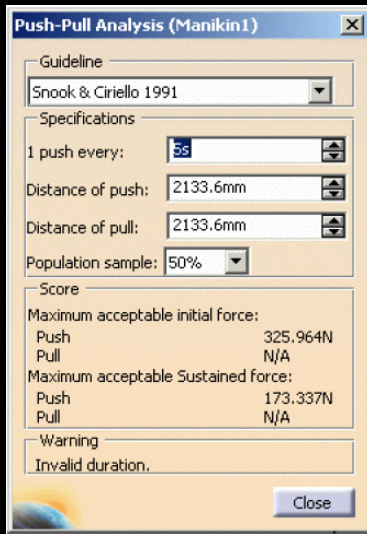 Push-Pull Analysis (Manikin1)
Guideline
Snook & Ciriello 1991
Specifications
1 push every: 5s
Distance of push: 2133.6mm
Distance of pull: 2133.6mm
Population sample: 50%
Score
Maximum acceptable initial force:
Push 325.964N
Pull N/A
Maximum acceptable Sustained force:
Push 173.337N
Pull N/A
Warning
Invalid duration.
Close